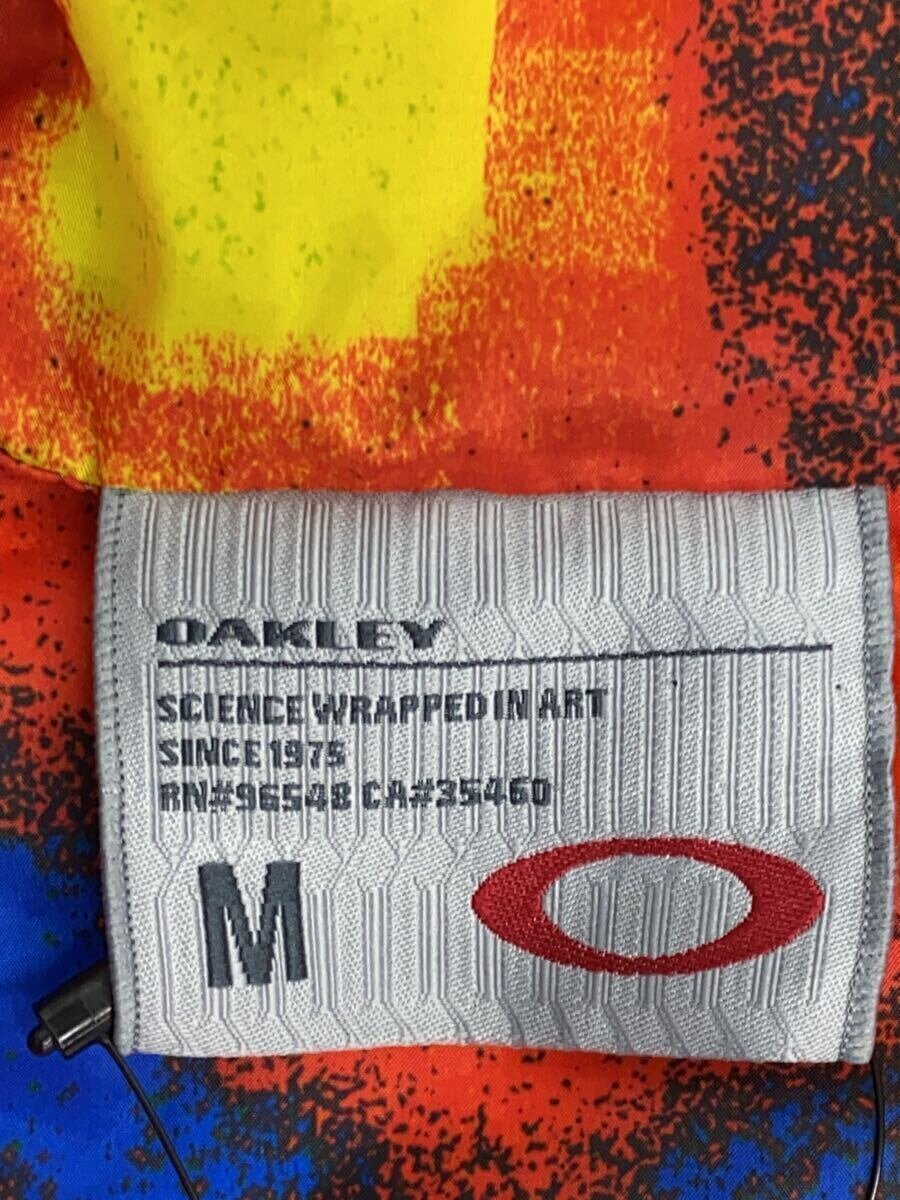 OAKLEY
SCIENCE WRAPPED IN ART
SINCE 1975
RN#96548 CA#35460
M